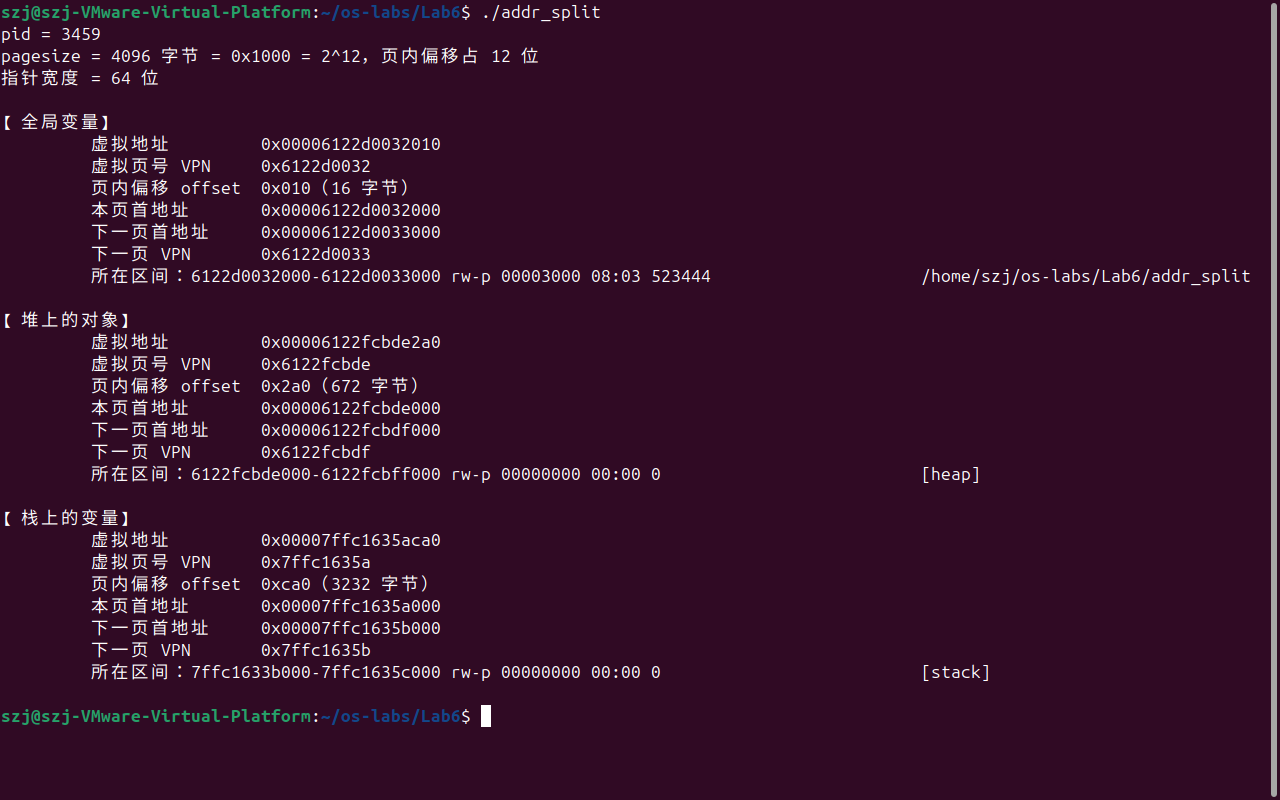 szj@szj-VMware-Virtual-Platform:~/os-labs/Lab6$ ./addr_split
pid = 3459
pagesize = 4096 字节 = 0x1000 = 2^12，页内偏移占 12 位
指针宽度 = 64 位
【全局变量】
虚拟地址 0x00006122d0032010
虚拟页号 VPN 0x6122d0032
页内偏移 offset 0x010（16 字节）
本页首地址 0x00006122d0032000
下一页首地址 0x00006122d0033000
下一页 VPN 0x6122d0033
所在区间：6122d0032000-6122d0033000 rw-p 00003000 08:03 523444 /home/szj/os-labs/Lab6/addr_split
【堆上的对象】
虚拟地址 0x00006122fcbde2a0
虚拟页号 VPN 0x6122fcbde
页内偏移 offset 0x2a0（672 字节）
本页首地址 0x00006122fcbde000
下一页首地址 0x00006122fcbdf000
下一页 VPN 0x6122fcbdf
所在区间：6122fcbde000-6122fcbff000 rw-p 00000000 00:00 0 [heap]
【栈上的变量】
虚拟地址 0x00007ffc1635aca0
虚拟页号 VPN 0x7ffc1635a
页内偏移 offset 0xca0（3232 字节）
本页首地址 0x00007ffc1635a000
下一页首地址 0x00007ffc1635b000
下一页 VPN 0x7ffc1635b
所在区间：7ffc1633b000-7ffc1635c000 rw-p 00000000 00:00 0 [stack]
szj@szj-VMware-Virtual-Platform:~/os-labs/Lab6$